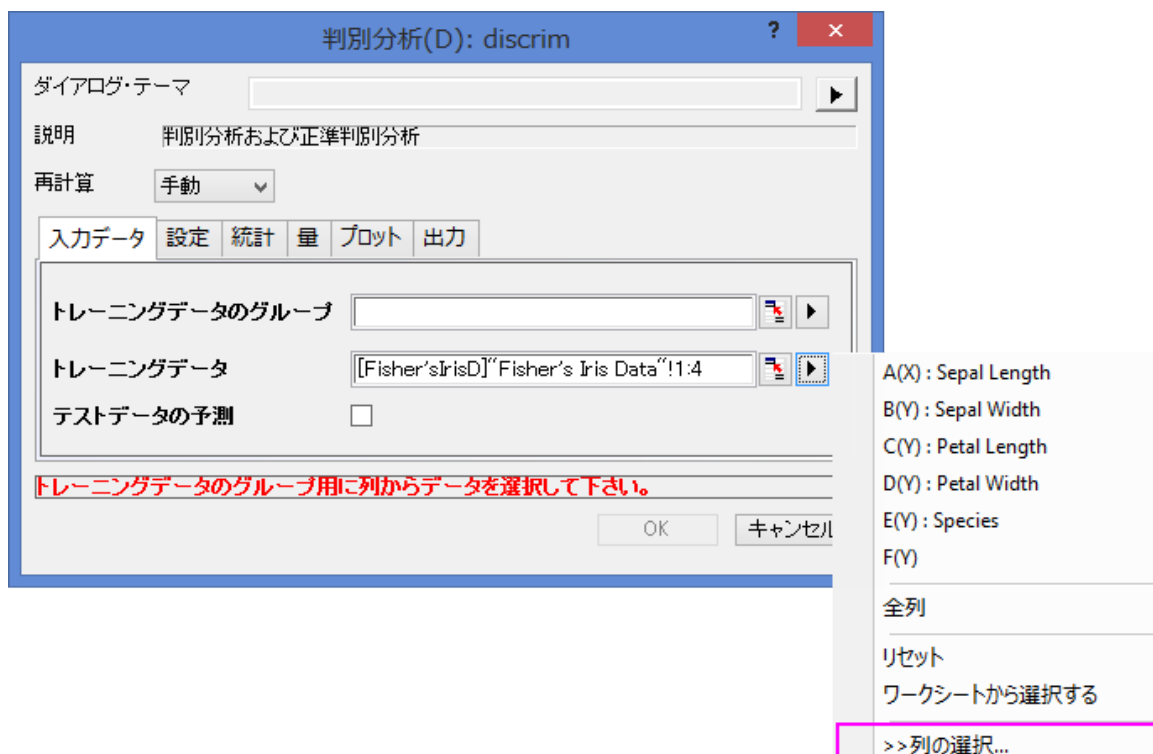 判別分析(D): discrim
?
×
ダイアログ・テーマ
説明 判別分析および正準判別分析
再計算 手動
入力データ 設定 統計 量 プロット 出力
トレーニングデータのグループ
トレーニングデータ [Fisher'sIrisD]“Fisher's Iris Data“!1:4
テストデータの予測
トレーニングデータのグループ用に列からデータを選択して下さい。
OK キャンセル
A(X) : Sepal Length
B(Y) : Sepal Width
C(Y) : Petal Length
D(Y) : Petal Width
E(Y) : Species
F(Y)
全列
リセット
ワークシートから選択する
>>列の選択...